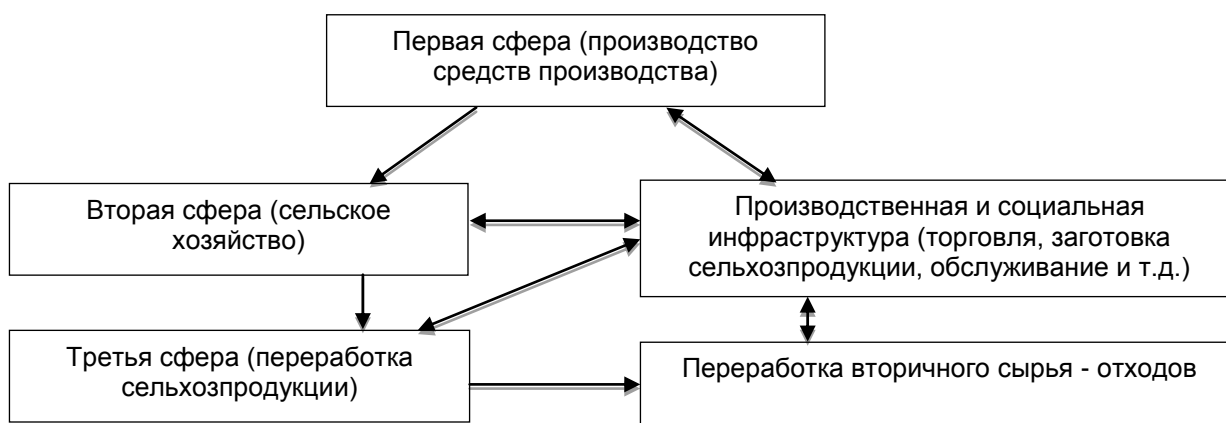 Первая сфера (производство
средств производства)
Вторая сфера (сельское
хозяйство)
Производственная и социальная
инфраструктура (торговля, заготовка
сельхозпродукции, обслуживание и т.д.)
Третья сфера (переработка
сельхозпродукции)
Переработка вторичного сырья - отходов